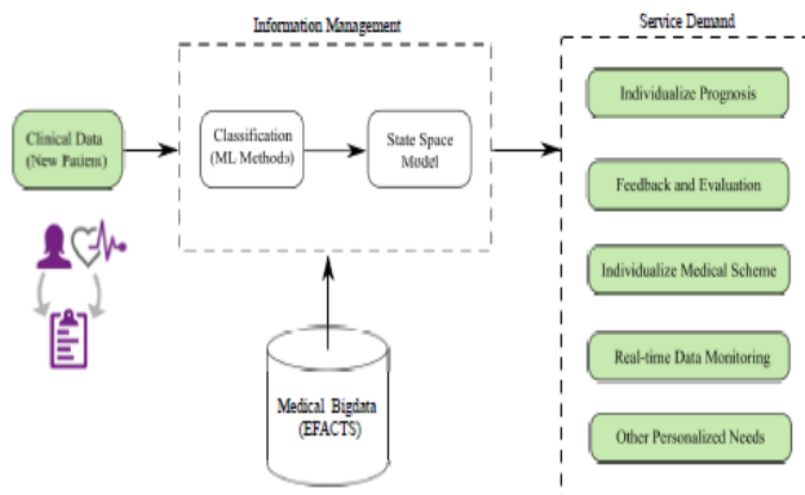 Information Management
Service Demand
Clinical Data
(New Patient)
Classification
(ML Methods)
State Space
Model
Medical Bigdata
(EFACTS)
Individualize Prognosis
Feedback and Evaluation
Individualize Medical Scheme
Real-time Data Monitoring
Other Personalized Needs